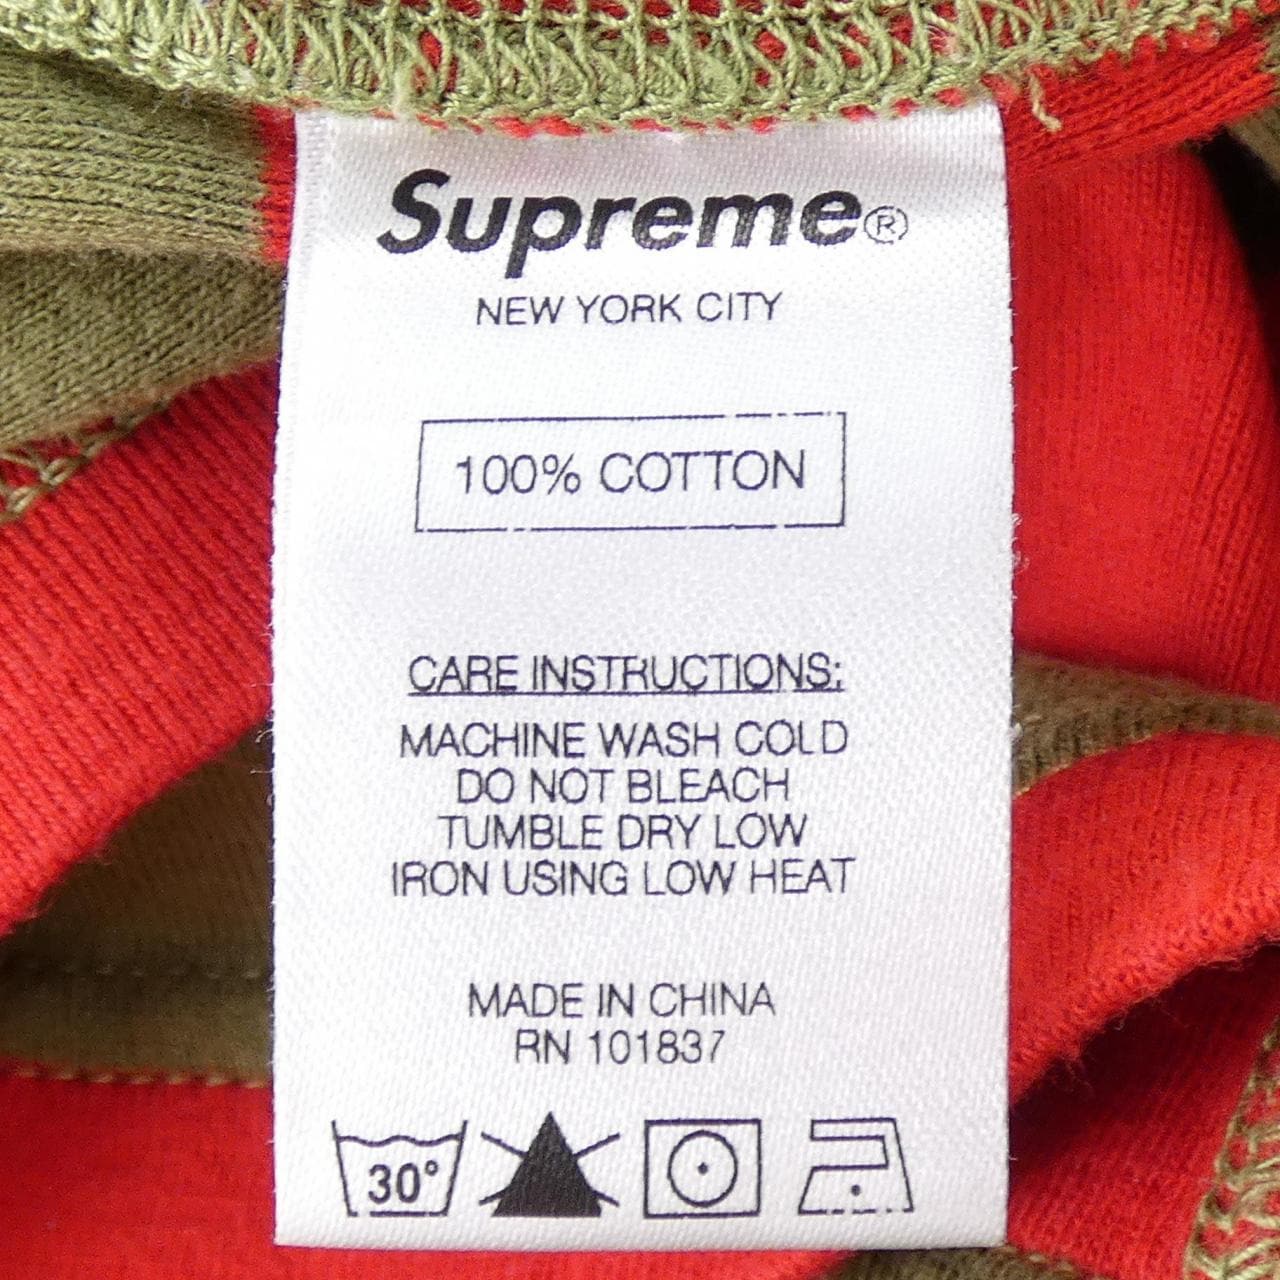 Supreme®
NEW YORK CITY
100% COTTON
CARE INSTRUCTIONS:
MACHINE WASH COLD
DO NOT BLEACH
TUMBLE DRY LOW
IRON USING LOW HEAT
MADE IN CHINA
RN 101837
30°